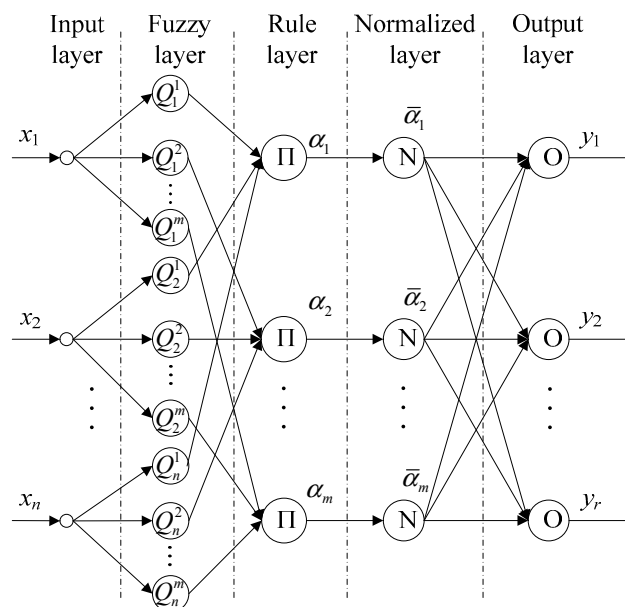 Input layer
Fuzzy layer
Rule layer
Normalized layer
Output layer
Q₁¹
x₁
Q₁²
Π
α₁
N
ᾱ₁
O
y₁
⋮
Q₁ᵐ
Q₂¹
x₂
Q₂²
Π
α₂
N
ᾱ₂
O
y₂
⋮
Q₂ᵐ
Qₙ¹
xₙ
Qₙ²
Π
αₘ
N
ᾱₘ
O
yᵣ
⋮
Qₙᵐ